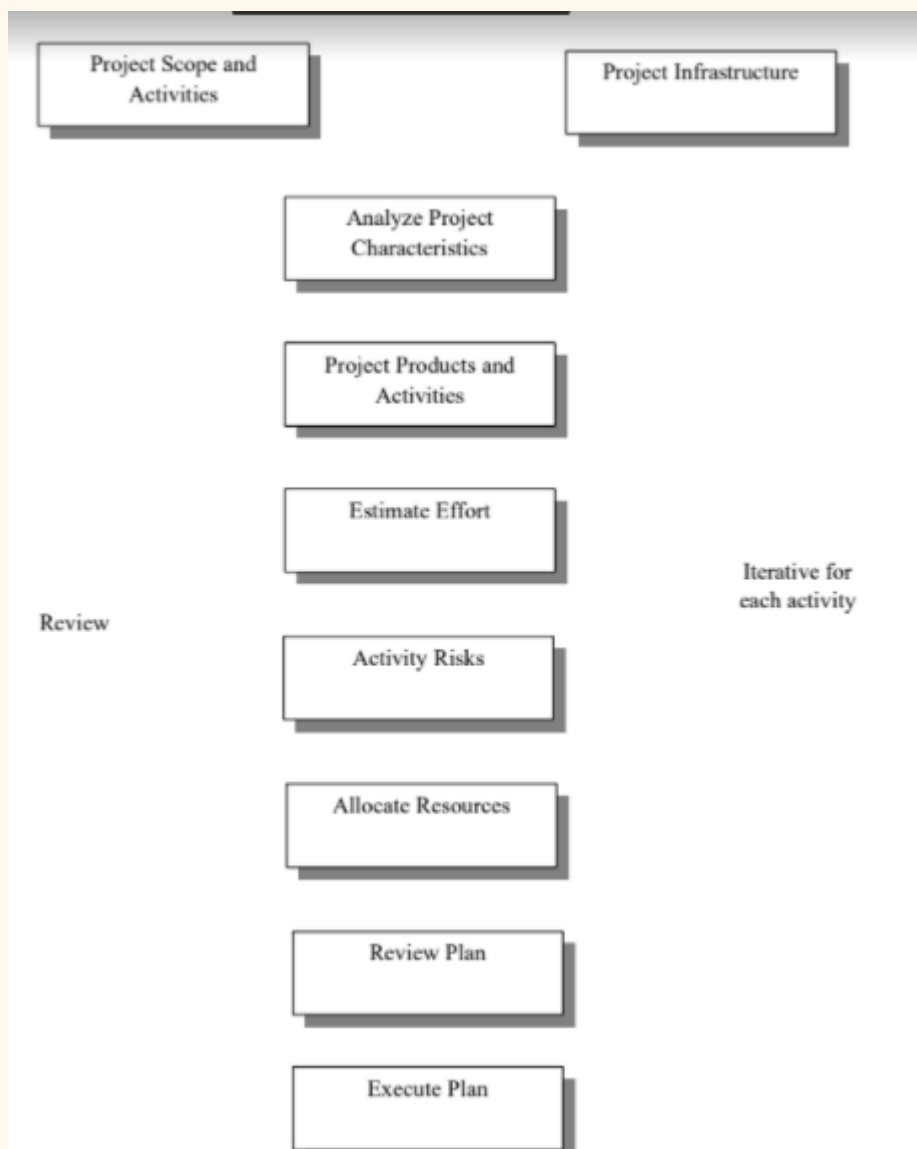 Project Scope and
Activities
Project Infrastructure
Analyze Project
Characteristics
Project Products and
Activities
Estimate Effort
Iterative for
each activity
Review
Activity Risks
Allocate Resources
Review Plan
Execute Plan